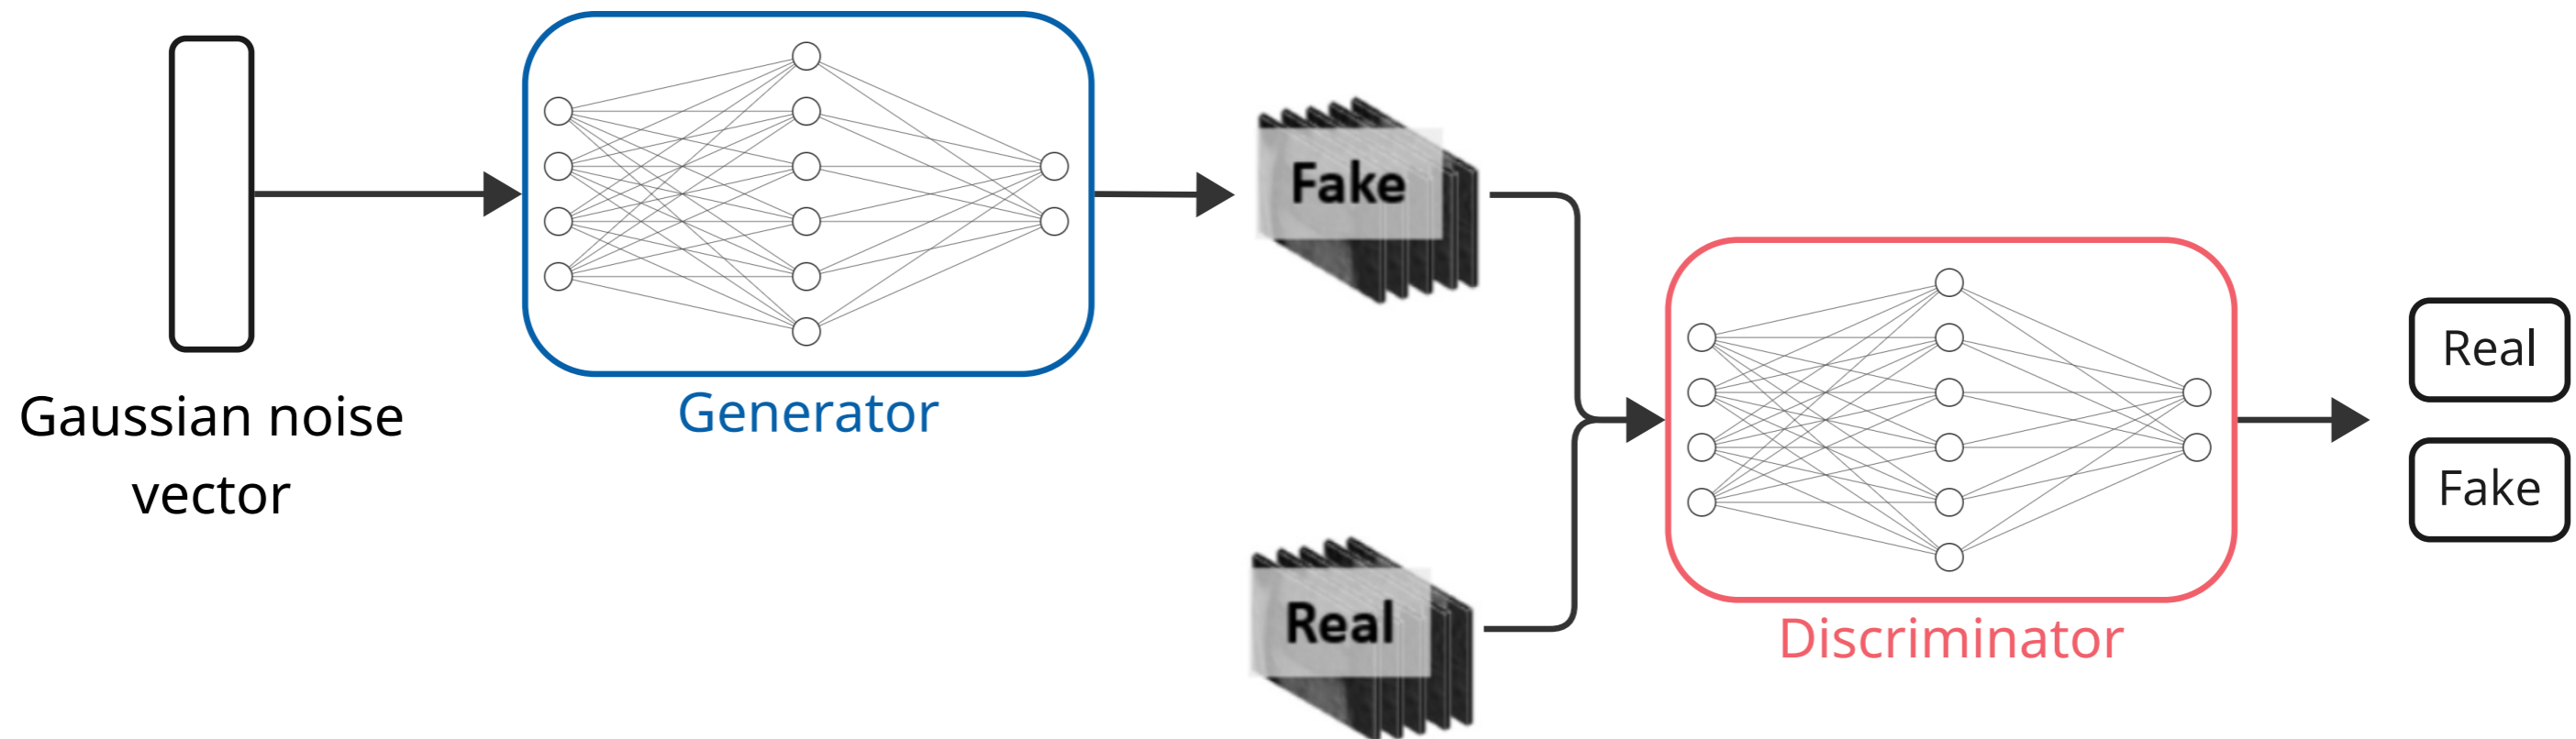 Gaussian noise
vector
Generator
Fake
Real
Discriminator
Real
Fake